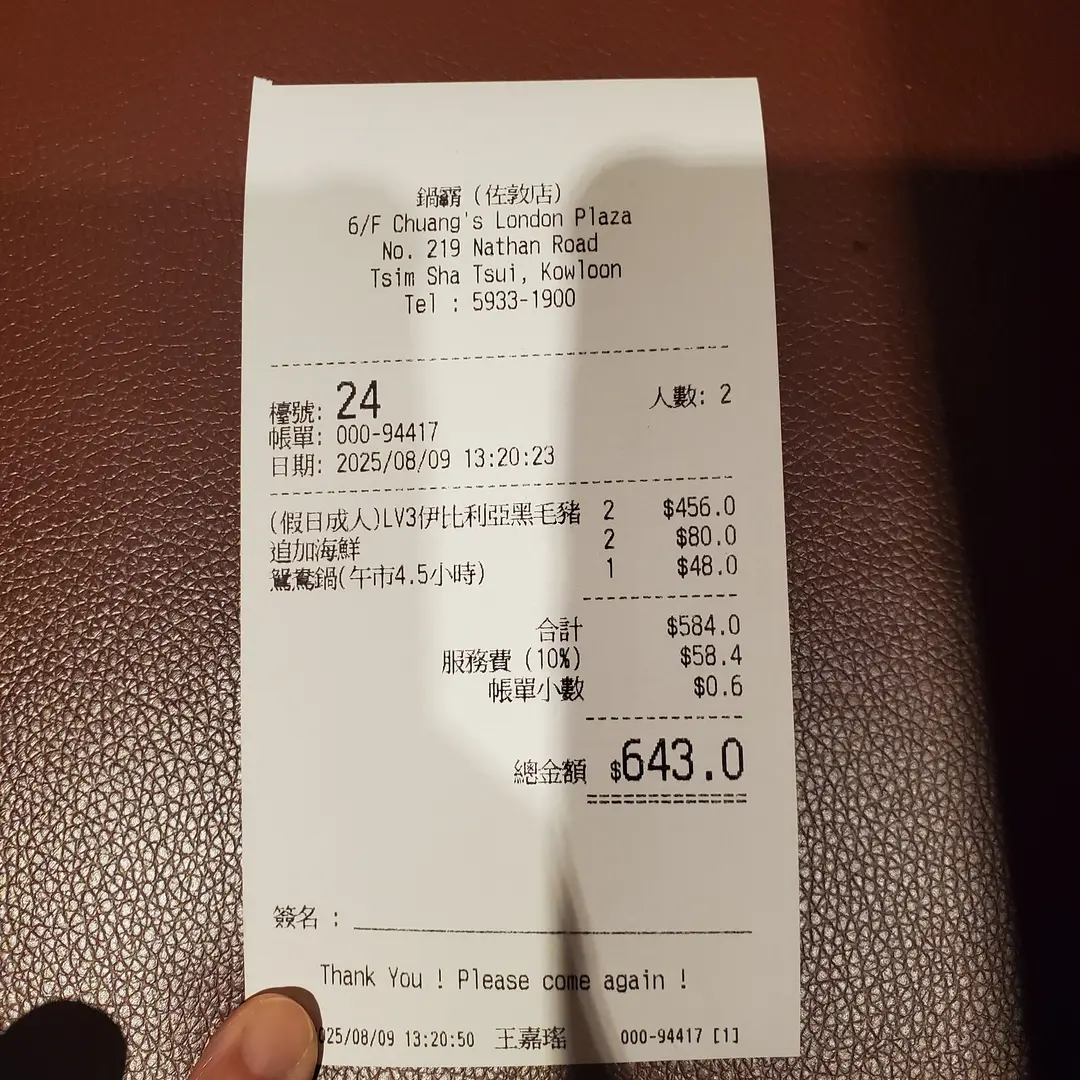 鍋霸 (佐敦店)
6/F Chuang's London Plaza
No. 219 Nathan Road
Tsim Sha Tsui, Kowloon
Tel : 5933-1900
檯號: 24 人數: 2
帳單: 000-94417
日期: 2025/08/09 13:20:23
(假日成人)LV3伊比利亞黑毛豬 2 $456.0
追加海鮮 2 $80.0
鴛鴦鍋(午市4.5小時) 1 $48.0
合計 $584.0
服務費 (10%) $58.4
帳單小數 $0.6
總金額 $643.0
簽名 :
Thank You ! Please come again !
025/08/09 13:20:50 王嘉瑤 000-94417 [1]